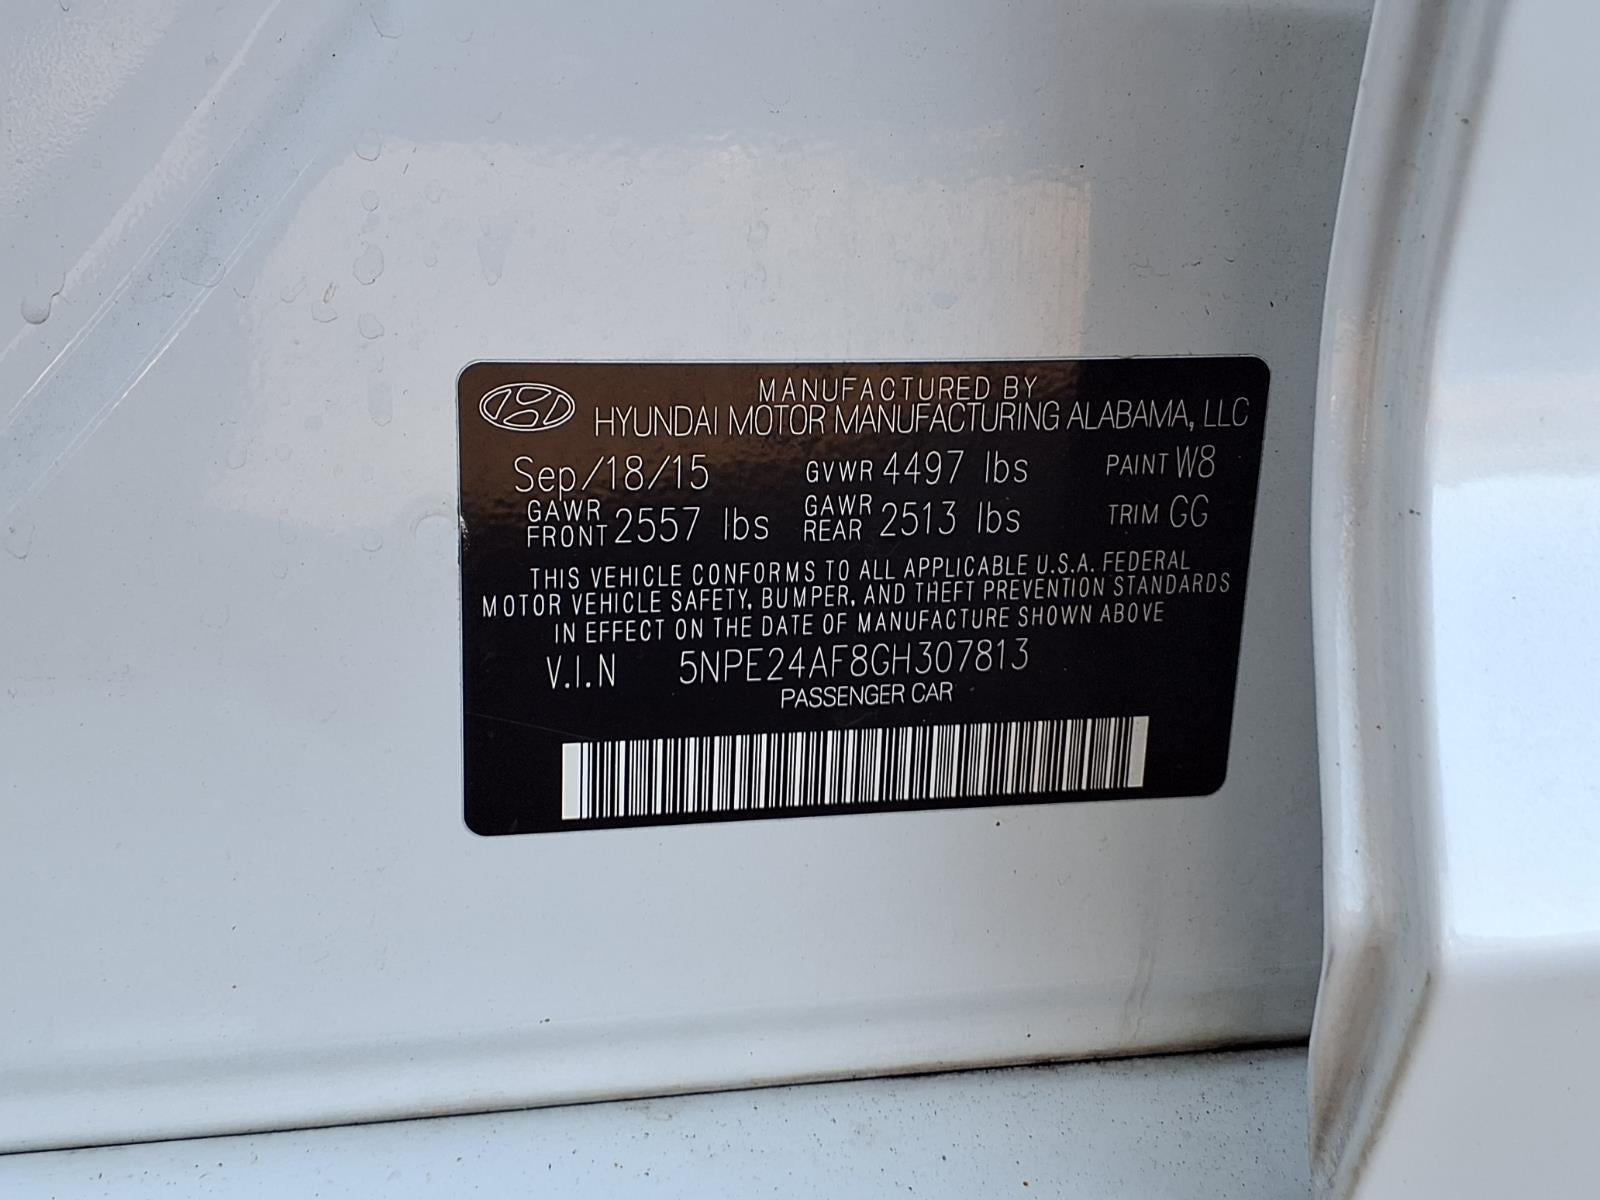 MANUFACTURED BY
HYUNDAI MOTOR MANUFACTURING ALABAMA, LLC
Sep/18/15 GVWR 4497 lbs PAINT W8
GAWR FRONT 2557 lbs GAWR REAR 2513 lbs TRIM GG
THIS VEHICLE CONFORMS TO ALL APPLICABLE U.S.A. FEDERAL
MOTOR VEHICLE SAFETY, BUMPER, AND THEFT PREVENTION STANDARDS
IN EFFECT ON THE DATE OF MANUFACTURE SHOWN ABOVE
V.I.N 5NPE24AF8GH307813
PASSENGER CAR